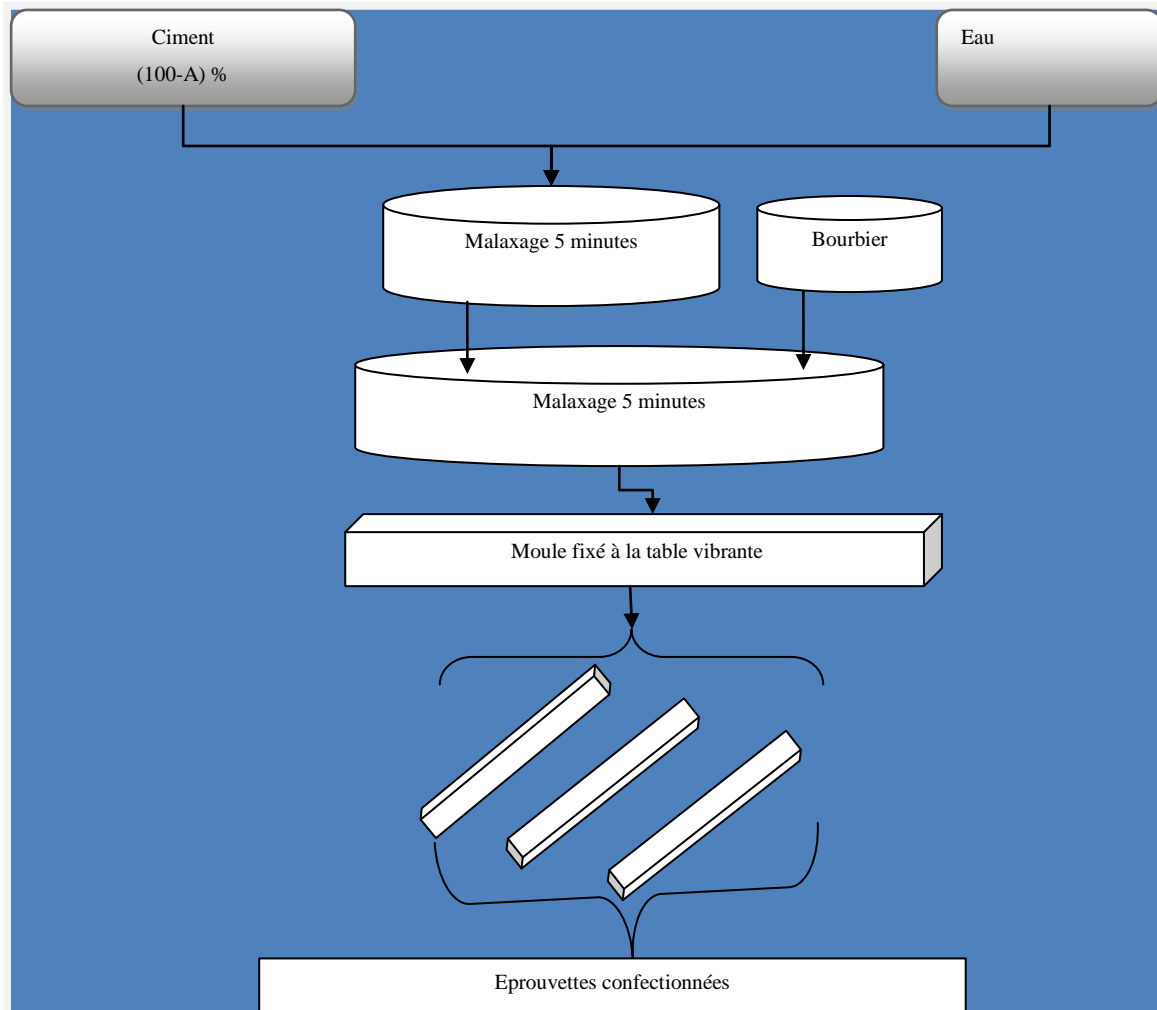 Ciment
(100-A) %
Eau
Malaxage 5 minutes
Bourbier
Malaxage 5 minutes
Moule fixé à la table vibrante
Eprouvettes confectionnées